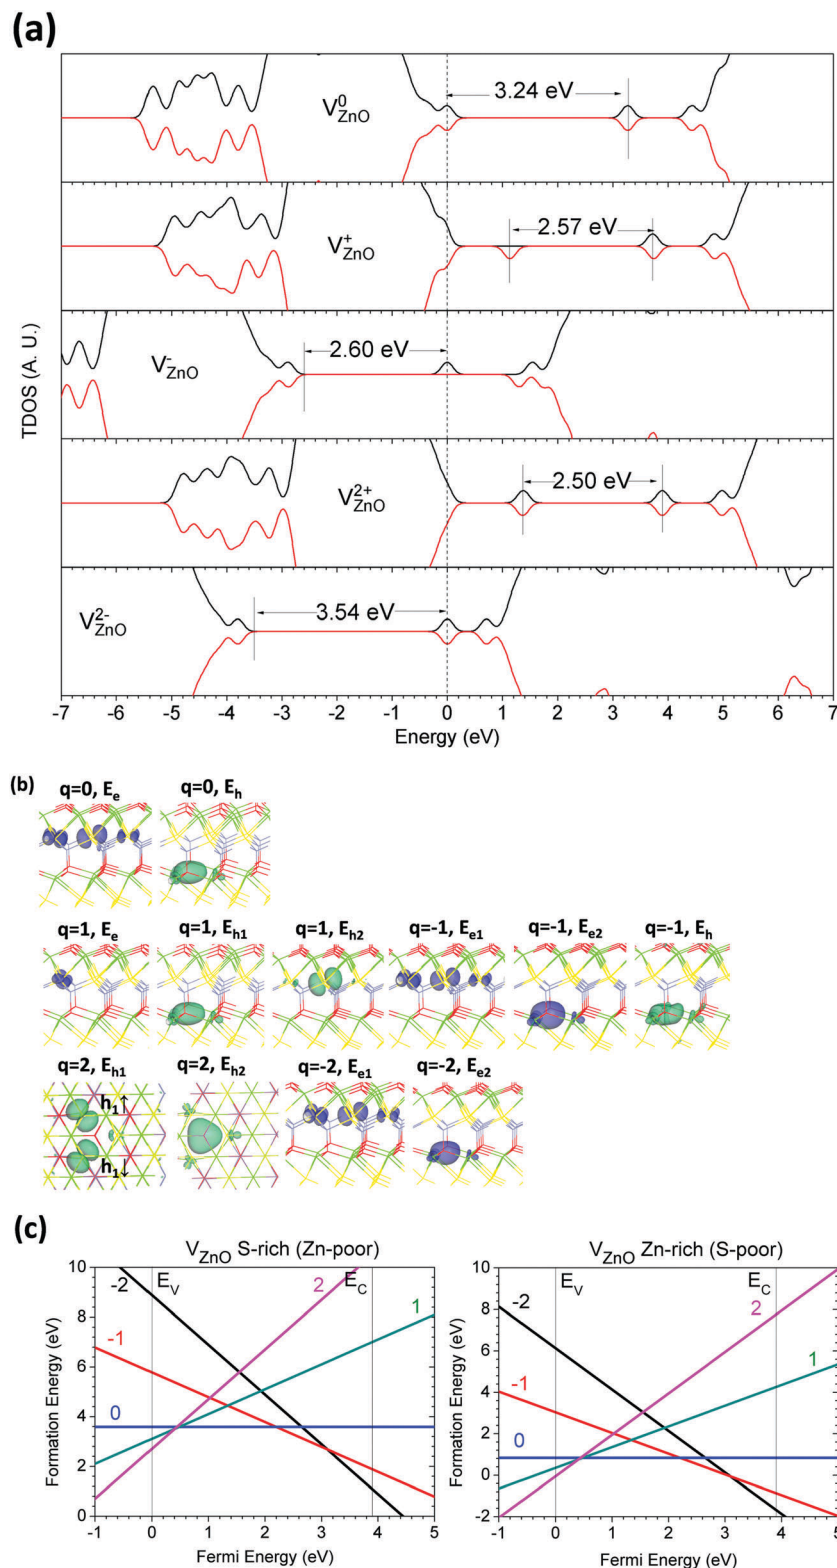 (a)
3.24 eV
V⁰ZnO
2.57 eV
V⁺ZnO
2.60 eV
V⁻ZnO
2.50 eV
V²⁺ZnO
3.54 eV
V²⁻ZnO
TDOS (A. U.)
-7 -6 -5 -4 -3 -2 -1 0 1 2 3 4 5 6 7
Energy (eV)
(b)
q=0, Ee q=0, Eh
q=1, Ee q=1, Eh1 q=1, Eh2 q=-1, Ee1 q=-1, Ee2 q=-1, Eh
q=2, Eh1 q=2, Eh2 q=-2, Ee1 q=-2, Ee2
h1↑
h1↓
(c)
VZnO S-rich (Zn-poor)
10
8
6
4
2
0
Formation Energy (eV)
-2 EV 2 EC 1
-1
0
-1 0 1 2 3 4 5
Fermi Energy (eV)
VZnO Zn-rich (S-poor)
10
8
6
4
2
0
-2
Formation Energy (eV)
-2 EV EC
2
1
-1
0
-1 0 1 2 3 4 5
Fermi Energy (eV)